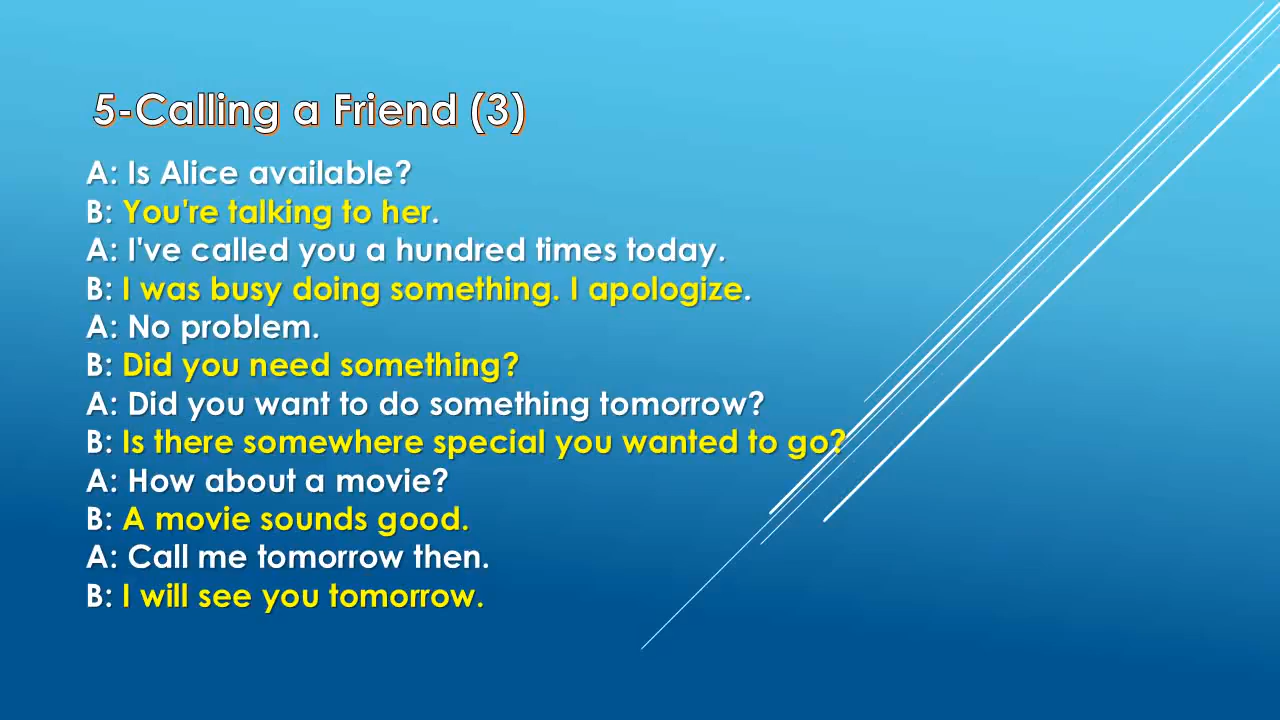 5-Calling a Friend (3)
A: Is Alice available?
B: You're talking to her.
A: I've called you a hundred times today.
B: I was busy doing something. I apologize.
A: No problem.
B: Did you need something?
A: Did you want to do something tomorrow?
B: Is there somewhere special you wanted to go?
A: How about a movie?
B: A movie sounds good.
A: Call me tomorrow then.
B: I will see you tomorrow.